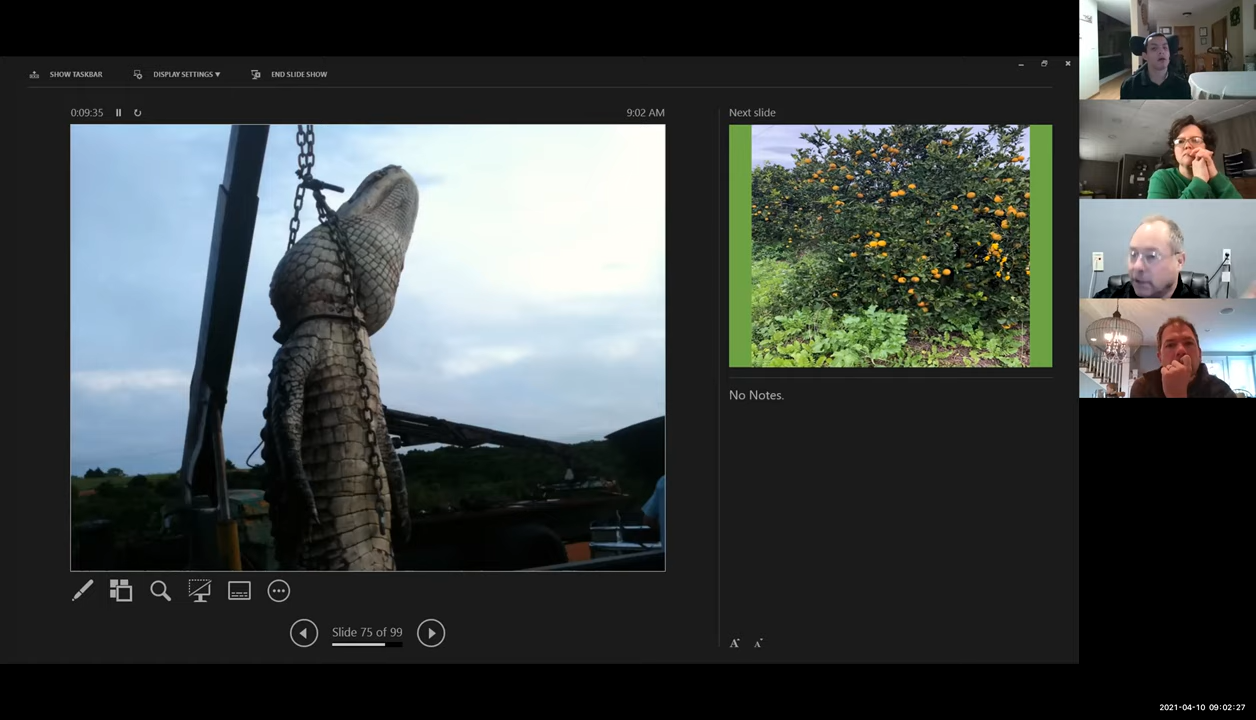 SHOW TASKBAR DISPLAY SETTINGS ▼ END SLIDE SHOW
0:09:35 9:02 AM Next slide
No Notes.
Slide 75 of 99
A A
2021-04-10 09:02:27